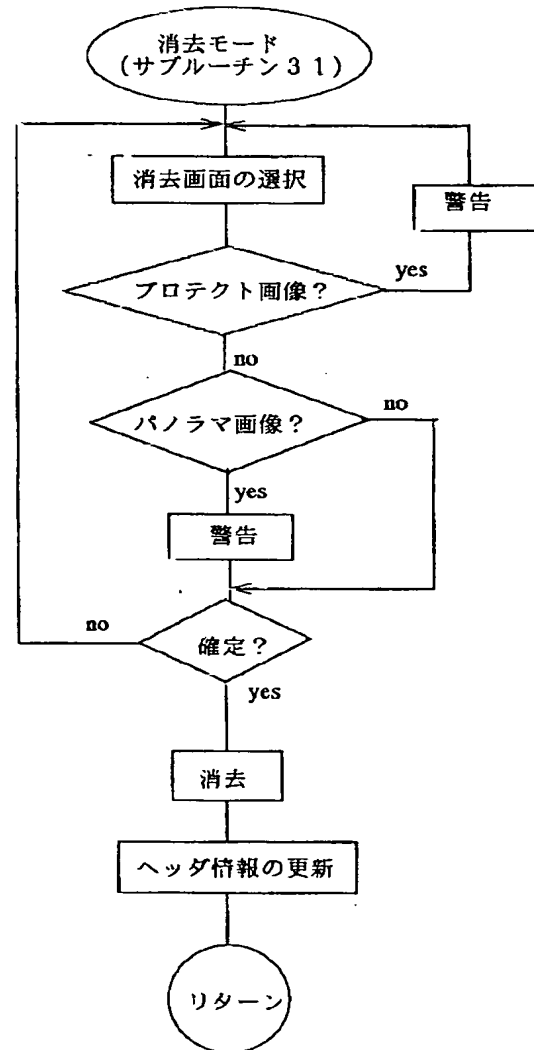 消去モード
(サブルーチン31)
消去画面の選択
警告
yes
プロテクト画像？
no
パノラマ画像？
no
yes
警告
no
確定？
yes
消去
ヘッダ情報の更新
リターン